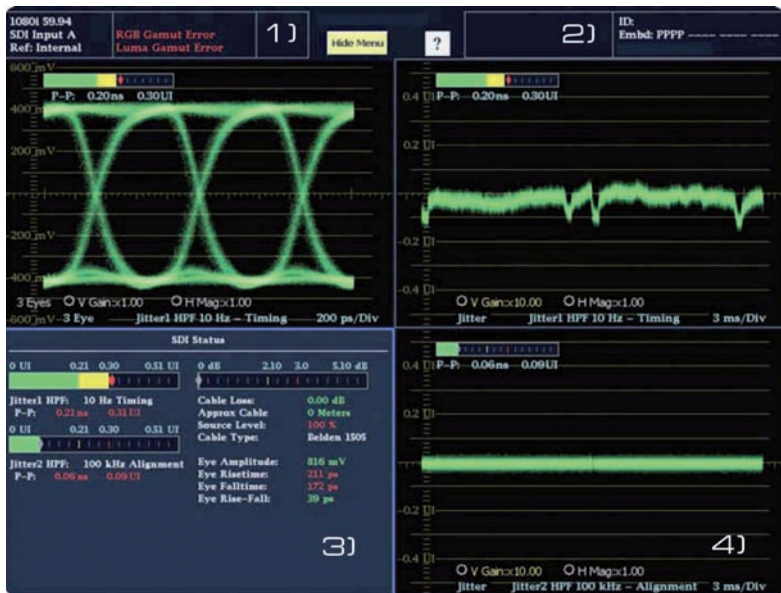 1080i 59.94
SDI Input A
Ref: Internal
RGB Gamut Error
Luma Gamut Error
1)
Hide Menu
?
2)
ID:
Embd: PPPP ---- ---- ----
600 mV
P-P: 0.20ns 0.30UI
400 mV
200 mV
-200 mV
-400 mV
3 Eyes V Gain:x1.00 H Mag:x1.00
-600 mV 3 Eye Jitter1 HPF 10 Hz - Timing 200 ps/Div
P-P: 0.20ns 0.30UI
0.4 UI
0.2 UI
-0.2 UI
-0.4 UI
V Gain:x10.00 H Mag:x1.00
Jitter Jitter1 HPF 10 Hz - Timing 3 ms/Div
SDI Status
0 UI 0.21 0.30 0.51 UI
Jitter1 HPF: 10 Hz Timing
P-P: 0.21 ns 0.31 UI
0 UI 0.21 0.30 0.51 UI
Jitter2 HPF: 100 kHz Alignment
P-P: 0.06 ns 0.09 UI
0 dB 2.10 3.0 5.10 dB
Cable Loss: 0.00 dB
Approx Cable 0 Meters
Source Level: 100 %
Cable Type: Belden 1505
Eye Amplitude: 816 mV
Eye Risetime: 211 ps
Eye Falltime: 172 ps
Eye Rise-Fall: 39 ps
3)
P-P: 0.06ns 0.09UI
0.4 UI
0.2 UI
-0.2 UI
-0.4 UI
4)
V Gain:x10.00 H Mag:x1.00
Jitter Jitter2 HPF 100 kHz - Alignment 3 ms/Div